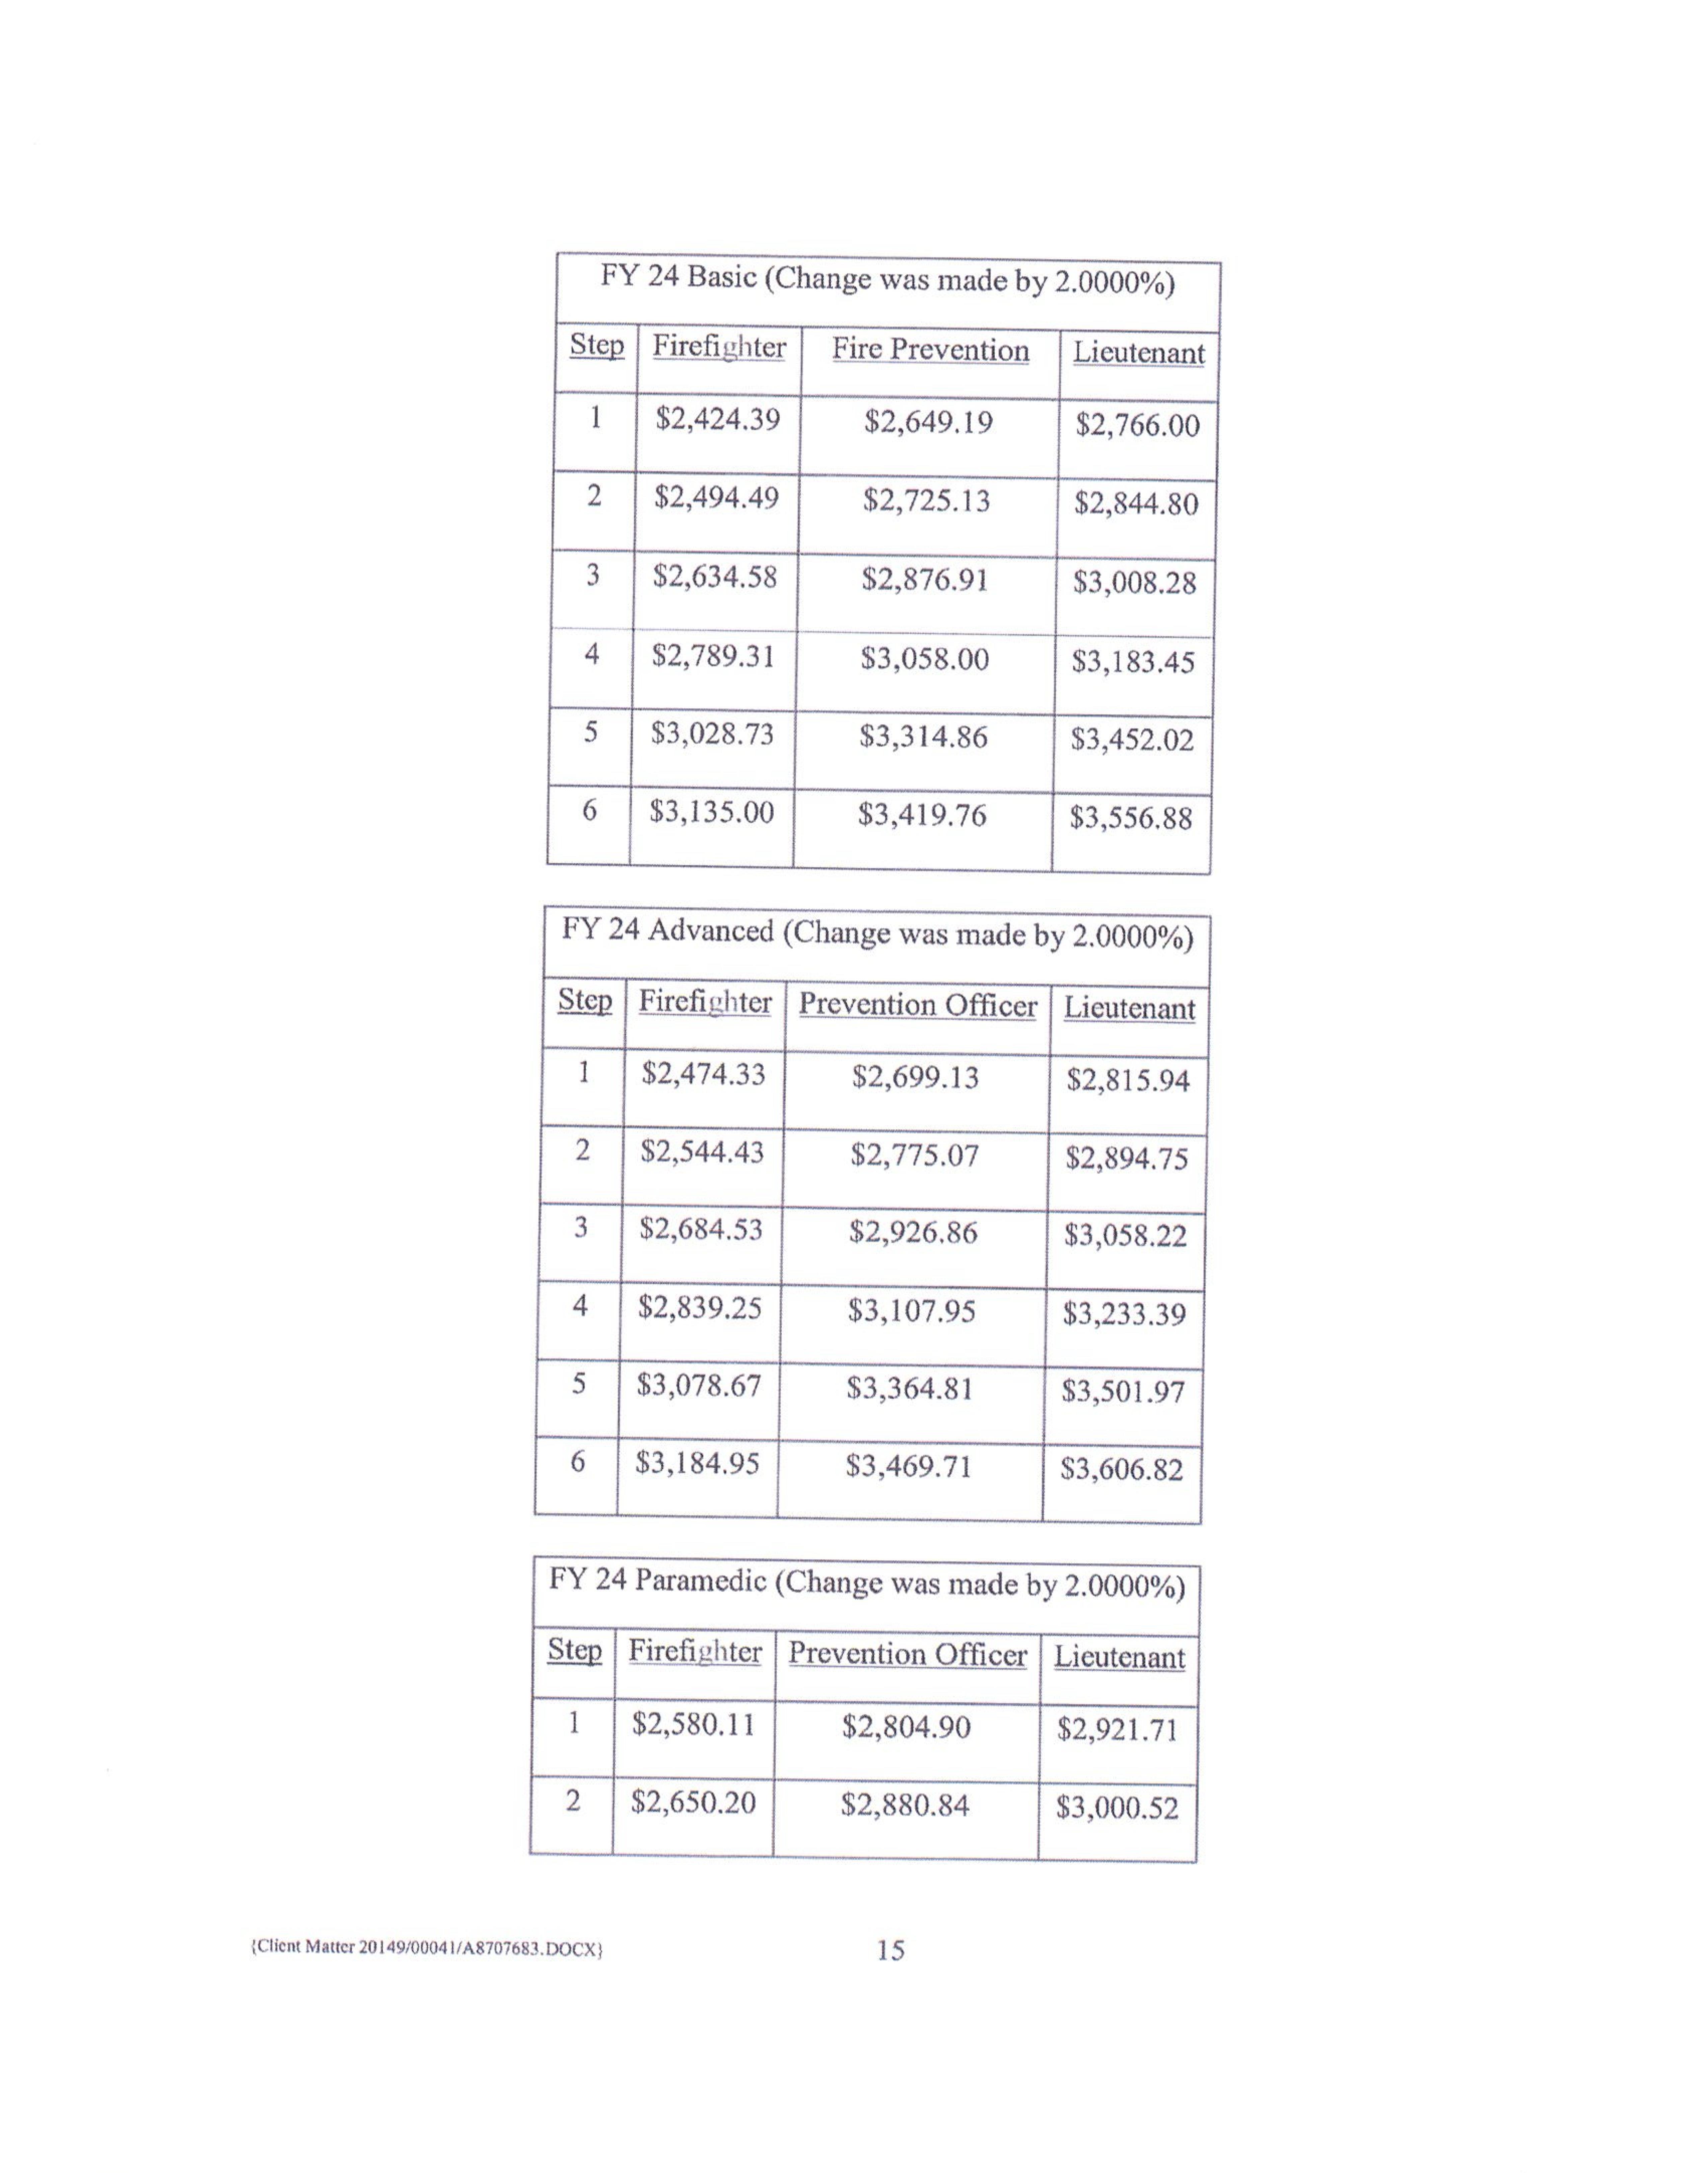 FY 24 Basic (Change was made by 2.0000%)
Step Firefighter Fire Prevention Lieutenant
1 $2,424.39 $2,649.19 $2,766.00
2 $2,494.49 $2,725.13 $2,844.80
3 $2,634.58 $2,876.91 $3,008.28
4 $2,789.31 $3,058.00 $3,183.45
5 $3,028.73 $3,314.86 $3,452.02
6 $3,135.00 $3,419.76 $3,556.88
FY 24 Advanced (Change was made by 2.0000%)
Step Firefighter Prevention Officer Lieutenant
1 $2,474.33 $2,699.13 $2,815.94
2 $2,544.43 $2,775.07 $2,894.75
3 $2,684.53 $2,926.86 $3,058.22
4 $2,839.25 $3,107.95 $3,233.39
5 $3,078.67 $3,364.81 $3,501.97
6 $3,184.95 $3,469.71 $3,606.82
FY 24 Paramedic (Change was made by 2.0000%)
Step Firefighter Prevention Officer Lieutenant
1 $2,580.11 $2,804.90 $2,921.71
2 $2,650.20 $2,880.84 $3,000.52
{Client Matter 20149/00041/A8707683.DOCX} 15